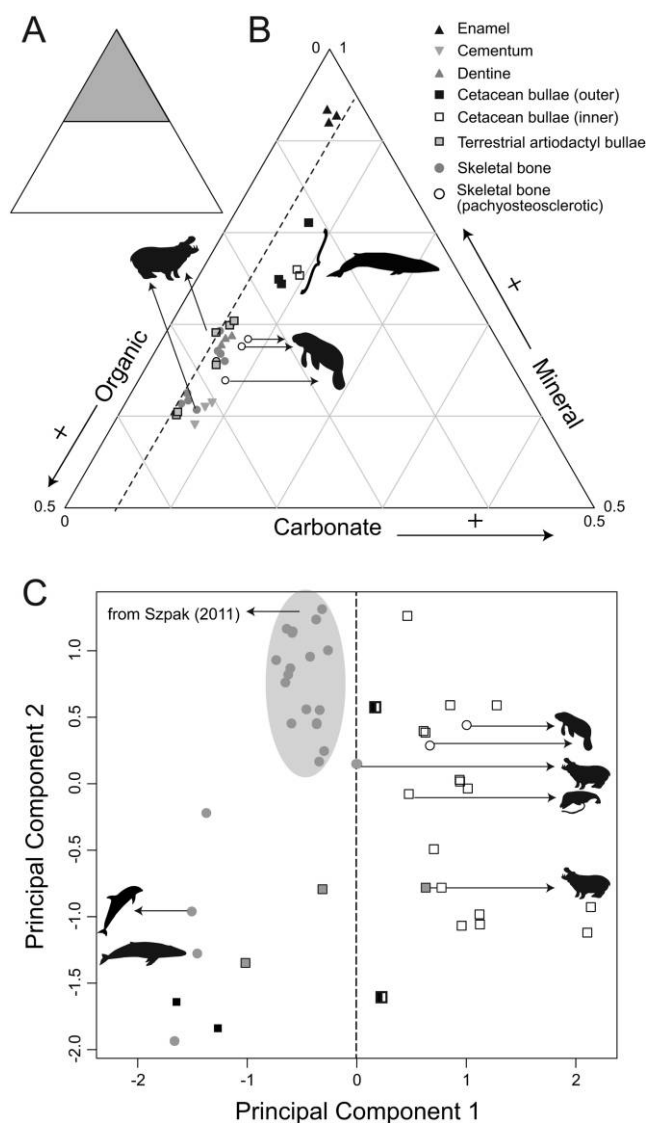 A
B
0 1
Enamel
Cementum
Dentine
Cetacean bullae (outer)
Cetacean bullae (inner)
Terrestrial artiodactyl bullae
Skeletal bone
Skeletal bone
(pachyosteosclerotic)
+
Organic
+
Mineral
+
0.5
0.5
0
Carbonate
+
0.5
C
from Szpak (2011)
1.0
0.5
0.0
-0.5
-1.0
-1.5
-2.0
Principal Component 2
-2
-1
0
1
2
Principal Component 1